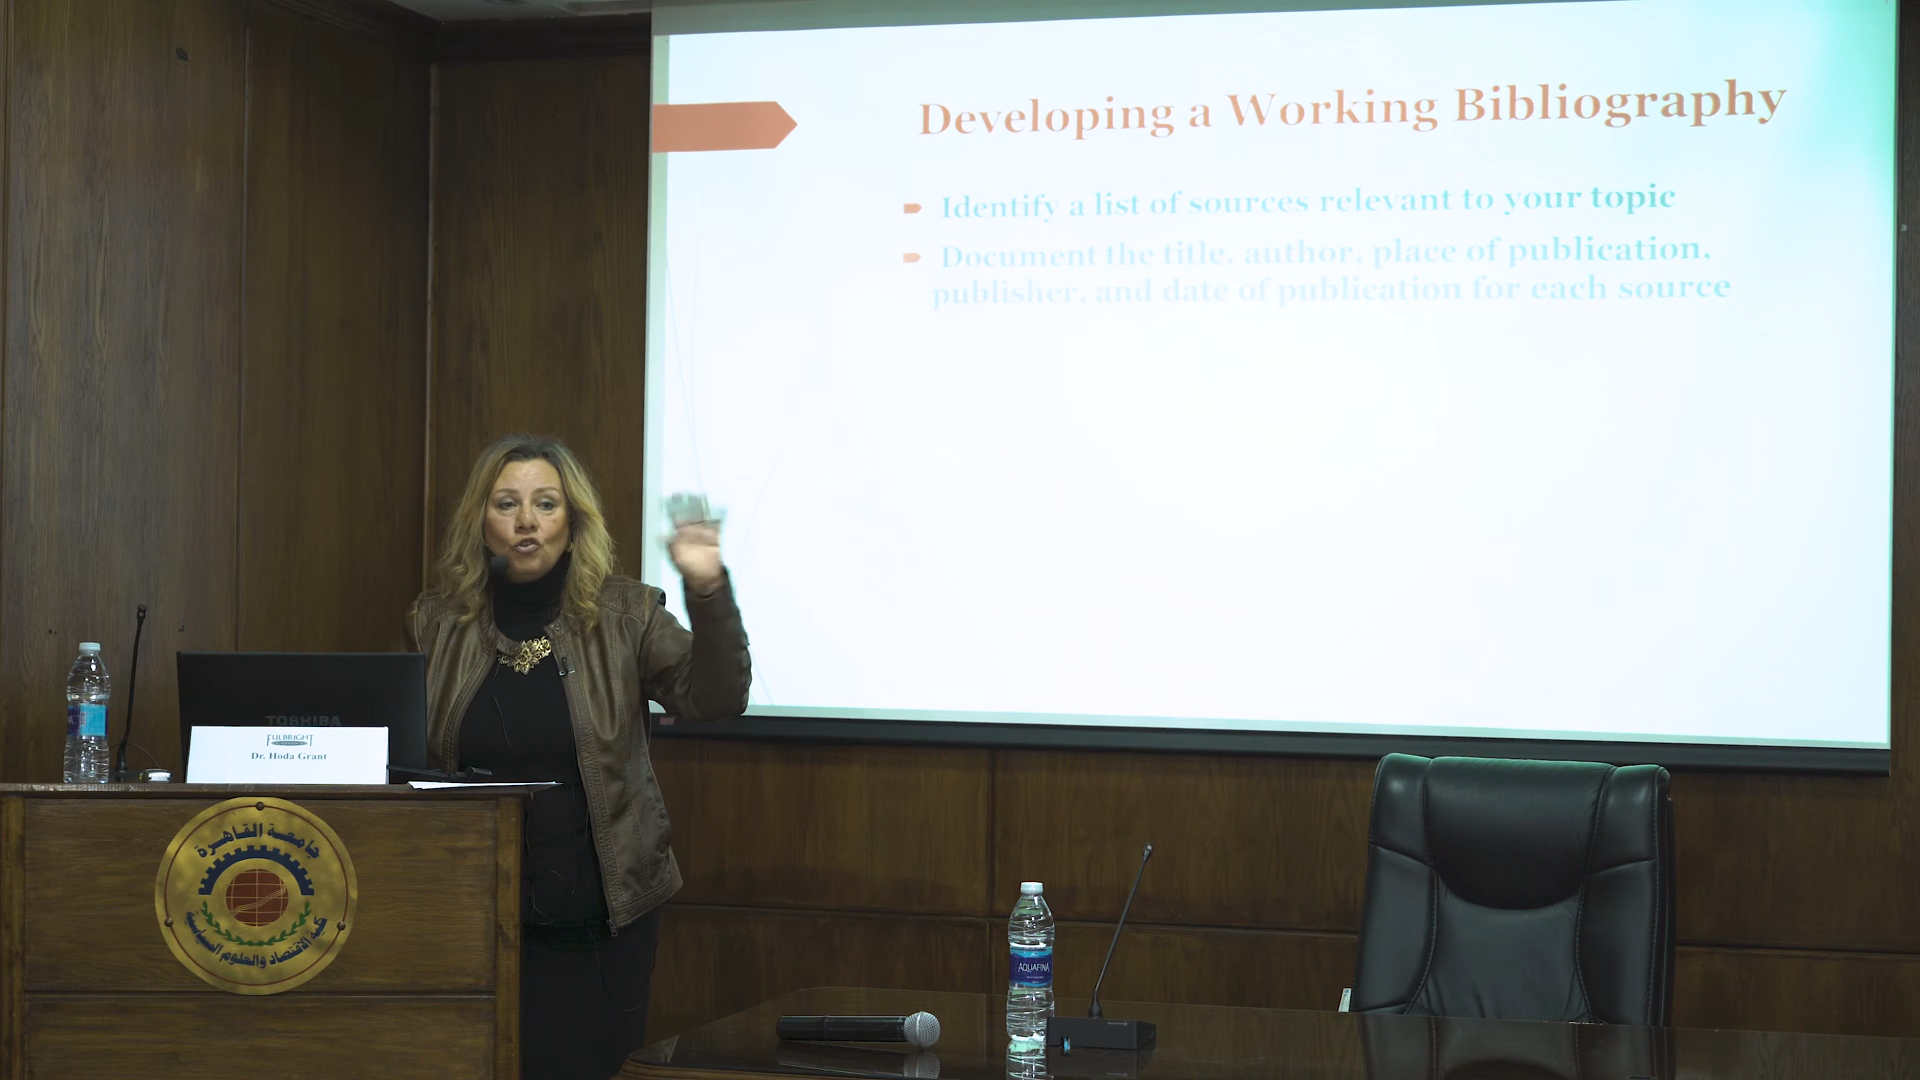 Developing a Working Bibliography
Identify a list of sources relevant to your topic
Document the title, author, place of publication,
publisher, and date of publication for each source
TOSHIBA
FULBRIGHT
Dr. Hoda Grant
جامعة القاهرة
كلية الاقتصاد والعلوم السياسية
AQUAFINA